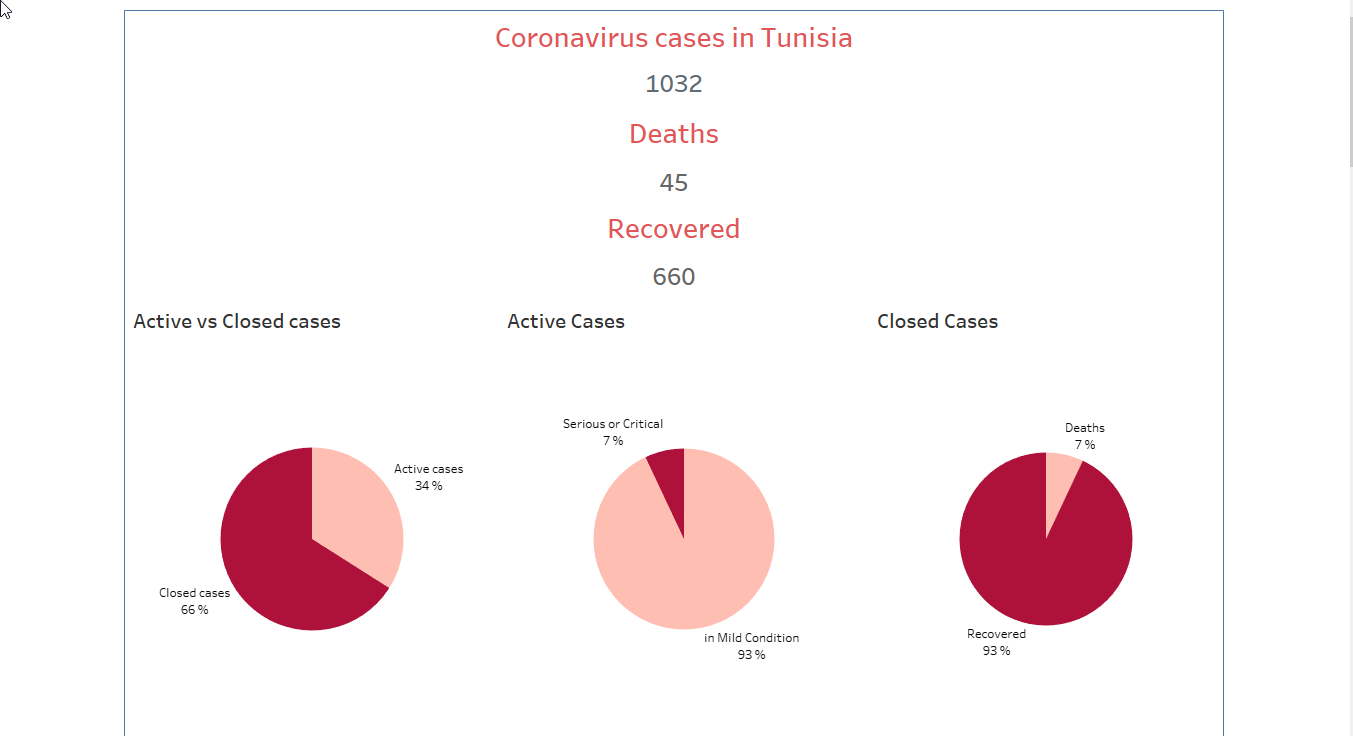 Coronavirus cases in Tunisia
1032
Deaths
45
Recovered
660
Active vs Closed cases
Active cases
34 %
Closed cases
66 %
Active Cases
Serious or Critical
7 %
in Mild Condition
93 %
Closed Cases
Deaths
7 %
Recovered
93 %